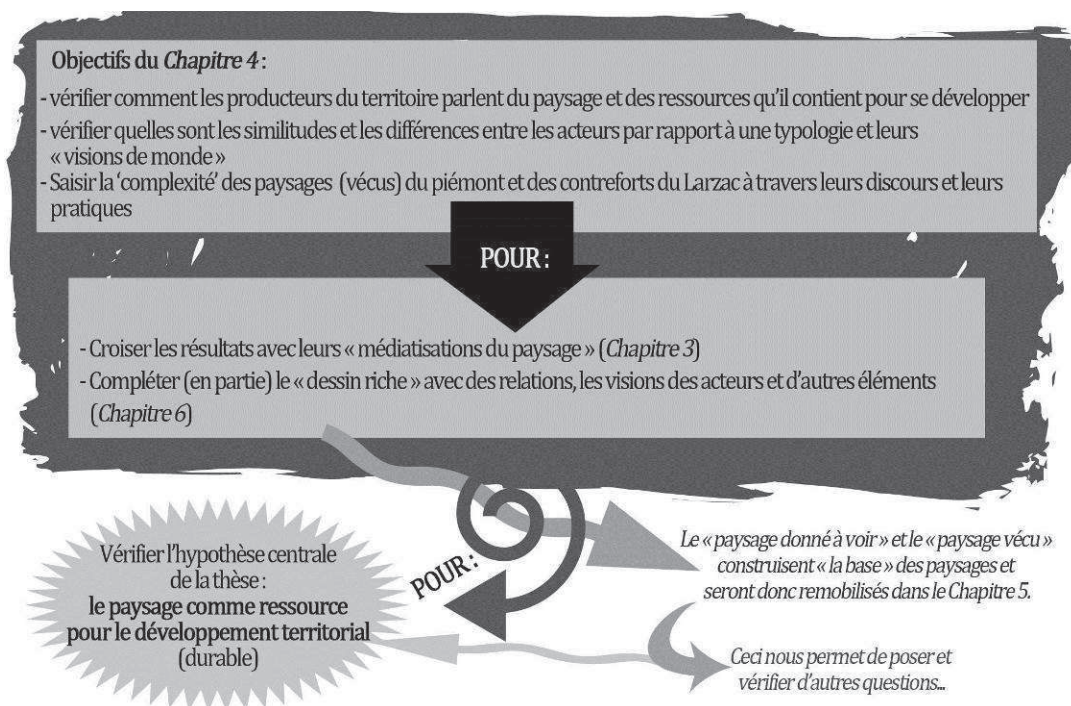 Objectifs du Chapitre 4 :
- vérifier comment les producteurs du territoire parlent du paysage et des ressources qu'il contient pour se développer
- vérifier quelles sont les similitudes et les différences entre les acteurs par rapport à une typologie et leurs
« visions de monde »
- Saisir la 'complexité' des paysages (vécus) du piémont et des contreforts du Larzac à travers leurs discours et leurs
pratiques
POUR :
- Croiser les résultats avec leurs « médiatisations du paysage » (Chapitre 3)
- Compléter (en partie) le « dessin riche » avec des relations, les visions des acteurs et d'autres éléments
(Chapitre 6)
POUR :
Vérifier l'hypothèse centrale
de la thèse :
le paysage comme ressource
pour le développement territorial
(durable)
Le « paysage donné à voir » et le « paysage vécu »
construisent « la base » des paysages et
seront donc remobilisés dans le Chapitre 5.
Ceci nous permet de poser et
vérifier d'autres questions...